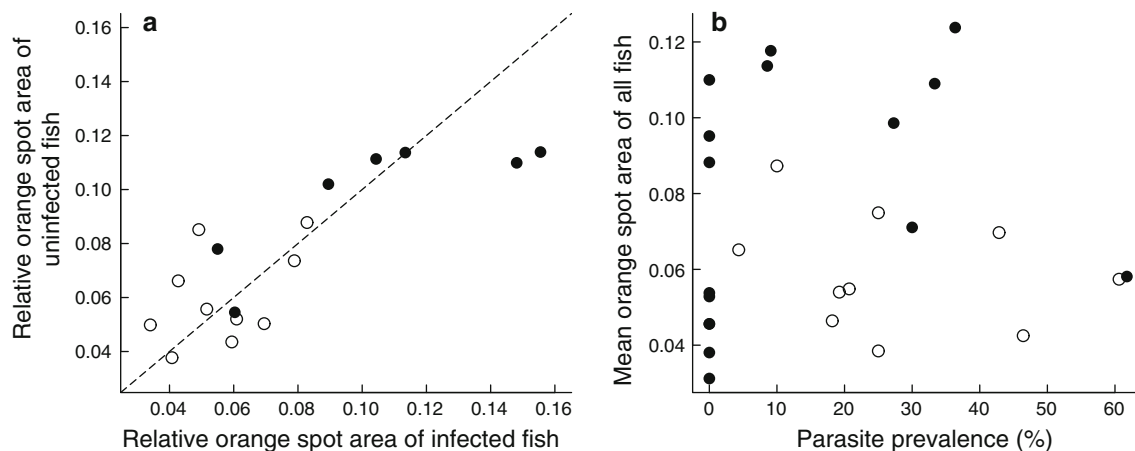 a
0.16
0.14
0.12
0.10
0.08
0.06
0.04
Relative orange spot area of
uninfected fish
0.04 0.06 0.08 0.10 0.12 0.14 0.16
Relative orange spot area of infected fish
b
0.12
0.10
0.08
0.06
0.04
Mean orange spot area of all fish
0 10 20 30 40 50 60
Parasite prevalence (%)